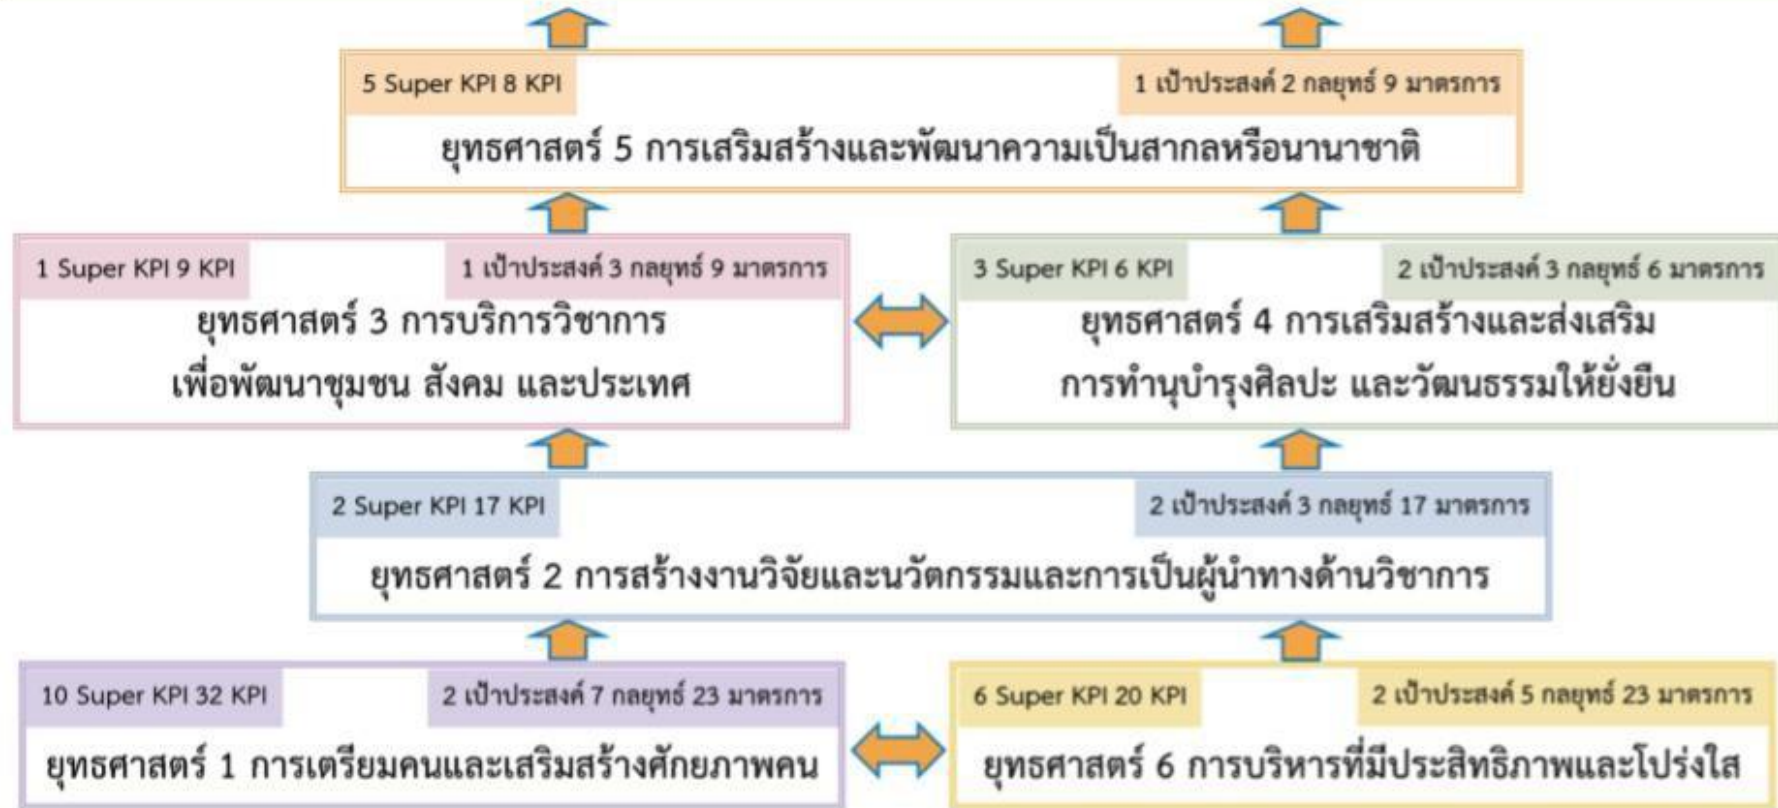 5 Super KPI 8 KPI
1 เป้าประสงค์ 2 กลยุทธ์ 9 มาตรการ
ยุทธศาสตร์ 5 การเสริมสร้างและพัฒนาความเป็นสากลหรือนานาชาติ
1 Super KPI 9 KPI
1 เป้าประสงค์ 3 กลยุทธ์ 9 มาตรการ
ยุทธศาสตร์ 3 การบริการวิชาการ
เพื่อพัฒนาชุมชน สังคม และประเทศ
3 Super KPI 6 KPI
2 เป้าประสงค์ 3 กลยุทธ์ 6 มาตรการ
ยุทธศาสตร์ 4 การเสริมสร้างและส่งเสริม
การทำนุบำรุงศิลปะ และวัฒนธรรมให้ยั่งยืน
2 Super KPI 17 KPI
2 เป้าประสงค์ 3 กลยุทธ์ 17 มาตรการ
ยุทธศาสตร์ 2 การสร้างงานวิจัยและนวัตกรรมและการเป็นผู้นำทางด้านวิชาการ
10 Super KPI 32 KPI
2 เป้าประสงค์ 7 กลยุทธ์ 23 มาตรการ
ยุทธศาสตร์ 1 การเตรียมคนและเสริมสร้างศักยภาพคน
6 Super KPI 20 KPI
2 เป้าประสงค์ 5 กลยุทธ์ 23 มาตรการ
ยุทธศาสตร์ 6 การบริหารที่มีประสิทธิภาพและโปร่งใส